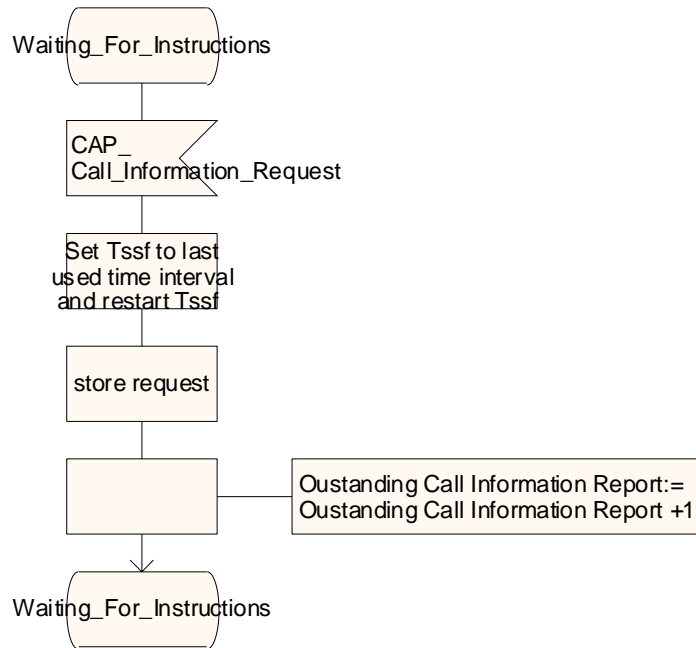 Waiting_For_Instructions
CAP_
Call_Information_Request
Set Tssf to last
used time interval
and restart Tssf
store request
Oustanding Call Information Report:=
Oustanding Call Information Report +1
Waiting_For_Instructions